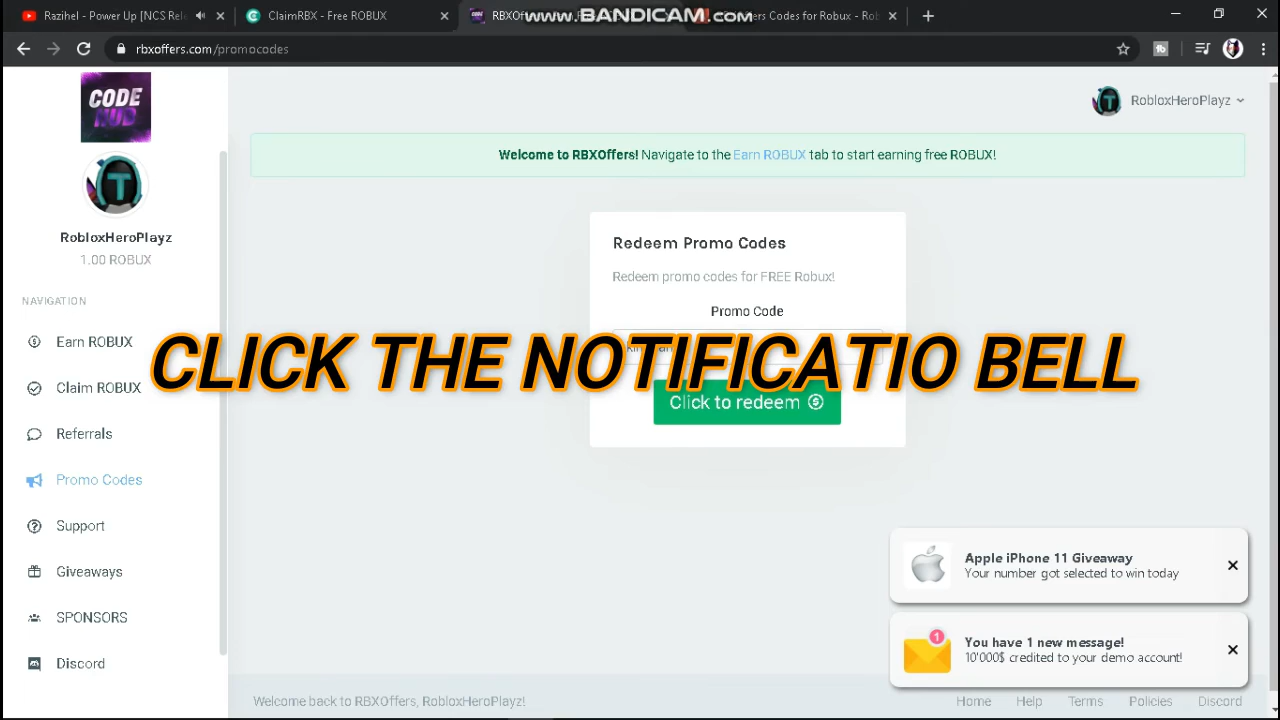 Razihel - Power Up [NCS Rel
ClaimRBX - Free ROBUX
RBXO
www.BANDICAM.com
ers Codes for Robux - Rob
rbxoffers.com/promocodes
CODE
HUB
RobloxHeroPlayz
Welcome to RBXOffers! Navigate to the Earn ROBUX tab to start earning free ROBUX!
T
RobloxHeroPlayz
1.00 ROBUX
NAVIGATION
Earn ROBUX
Claim ROBUX
Referrals
Promo Codes
Support
Giveaways
SPONSORS
Discord
Redeem Promo Codes
Redeem promo codes for FREE Robux!
Promo Code
CLICK THE NOTIFICATIO BELL
Click to redeem
Apple iPhone 11 Giveaway
Your number got selected to win today
1
You have 1 new message!
10'000$ credited to your demo account!
Welcome back to RBXOffers, RobloxHeroPlayz!
Home
Help
Terms
Policies
Discord